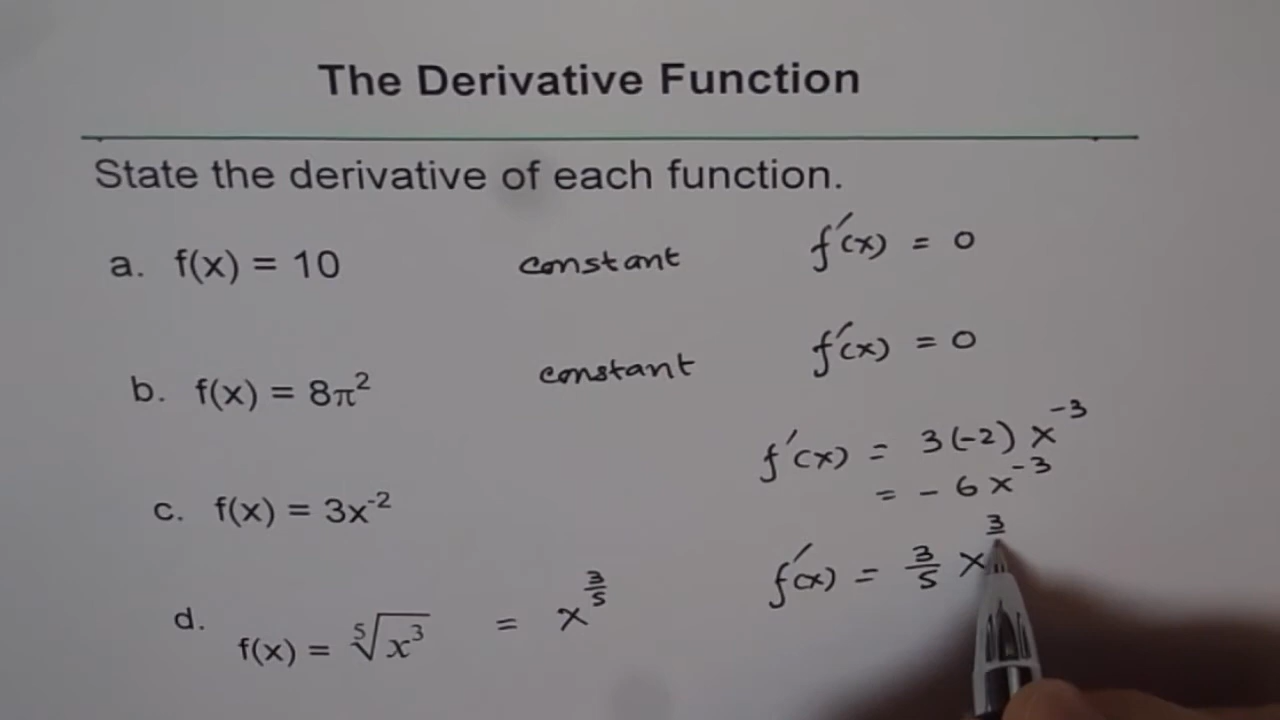 The Derivative Function
State the derivative of each function.
a. f(x) = 10 constant f'(x) = 0
b. f(x) = 8π² constant f'(x) = 0
c. f(x) = 3x⁻² f'(x) = 3(-2) x⁻³
= -6x⁻³
d. f(x) = ⁵√x³ = x^(3/5) f'(x) = 3/5 x^3